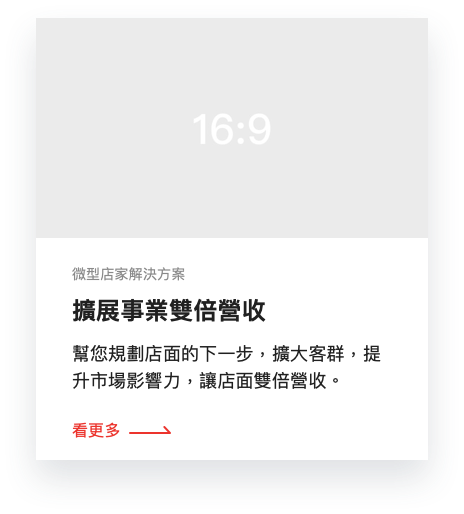 16:9
微型店家解決方案
擴展事業雙倍營收
幫您規劃店面的下一步，擴大客群，提
升市場影響力，讓店面雙倍營收。
看更多